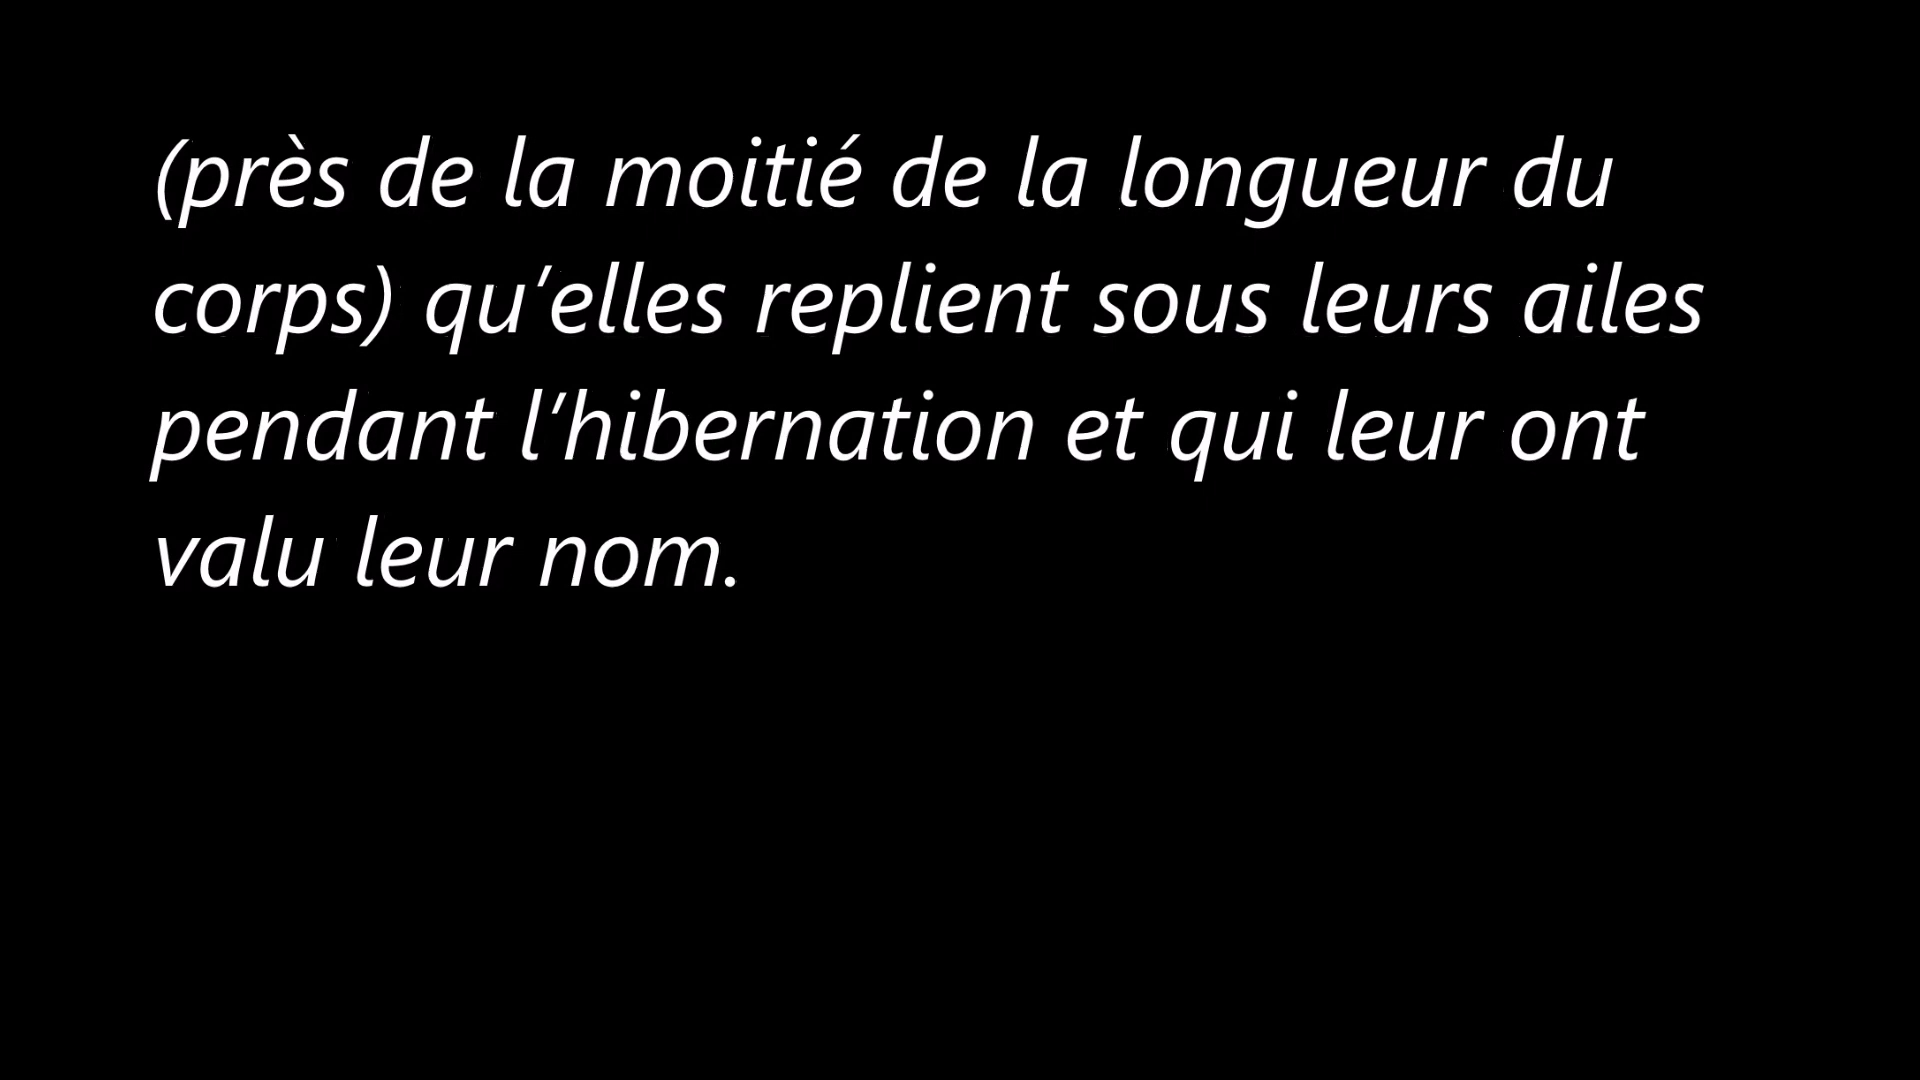 (près de la moitié de la longueur du
corps) qu’elles replient sous leurs ailes
pendant l’hibernation et qui leur ont
valu leur nom.